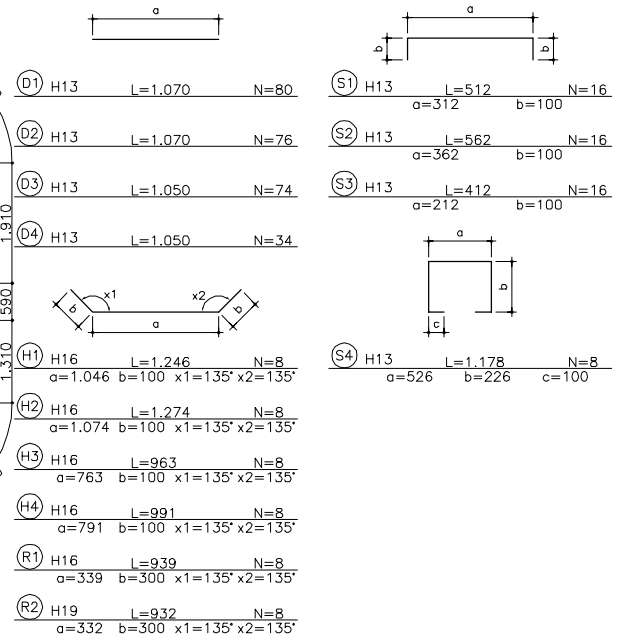 a
D1 H13 L=1.070 N=80
D2 H13 L=1.070 N=76
D3 H13 L=1.050 N=74
D4 H13 L=1.050 N=34
1.910
590
1.310
b x1 x2 b
a
H1 H16 L=1.246 N=8
a=1.046 b=100 x1=135° x2=135°
H2 H16 L=1.274 N=8
a=1.074 b=100 x1=135° x2=135°
H3 H16 L=963 N=8
a=763 b=100 x1=135° x2=135°
H4 H16 L=991 N=8
a=791 b=100 x1=135° x2=135°
R1 H16 L=939 N=8
a=339 b=300 x1=135° x2=135°
R2 H19 L=932 N=8
a=332 b=300 x1=135° x2=135°
a
b b
S1 H13 L=512 N=16
a=312 b=100
S2 H13 L=562 N=16
a=362 b=100
S3 H13 L=412 N=16
a=212 b=100
a
b
c
S4 H13 L=1.178 N=8
a=526 b=226 c=100